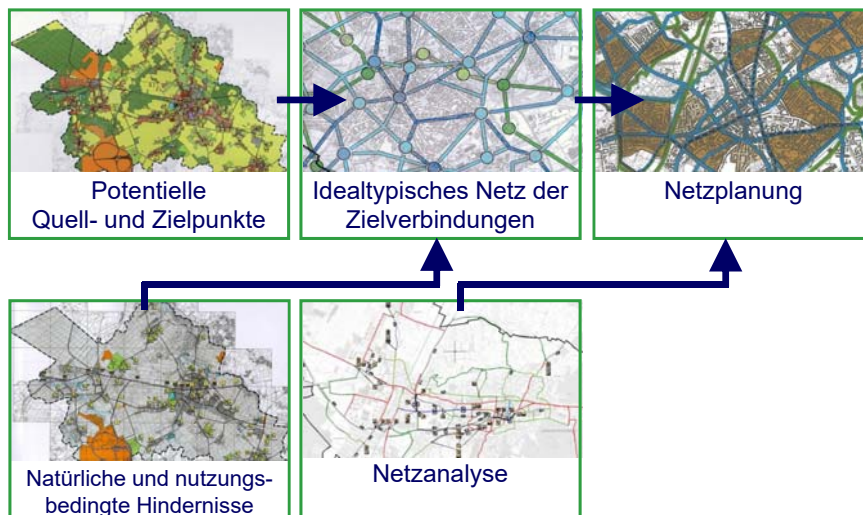 Potentielle
Quell- und Zielpunkte
Idealtypisches Netz der
Zielverbindungen
Netzplanung
Natürliche und nutzungs-
bedingte Hindernisse
Netzanalyse